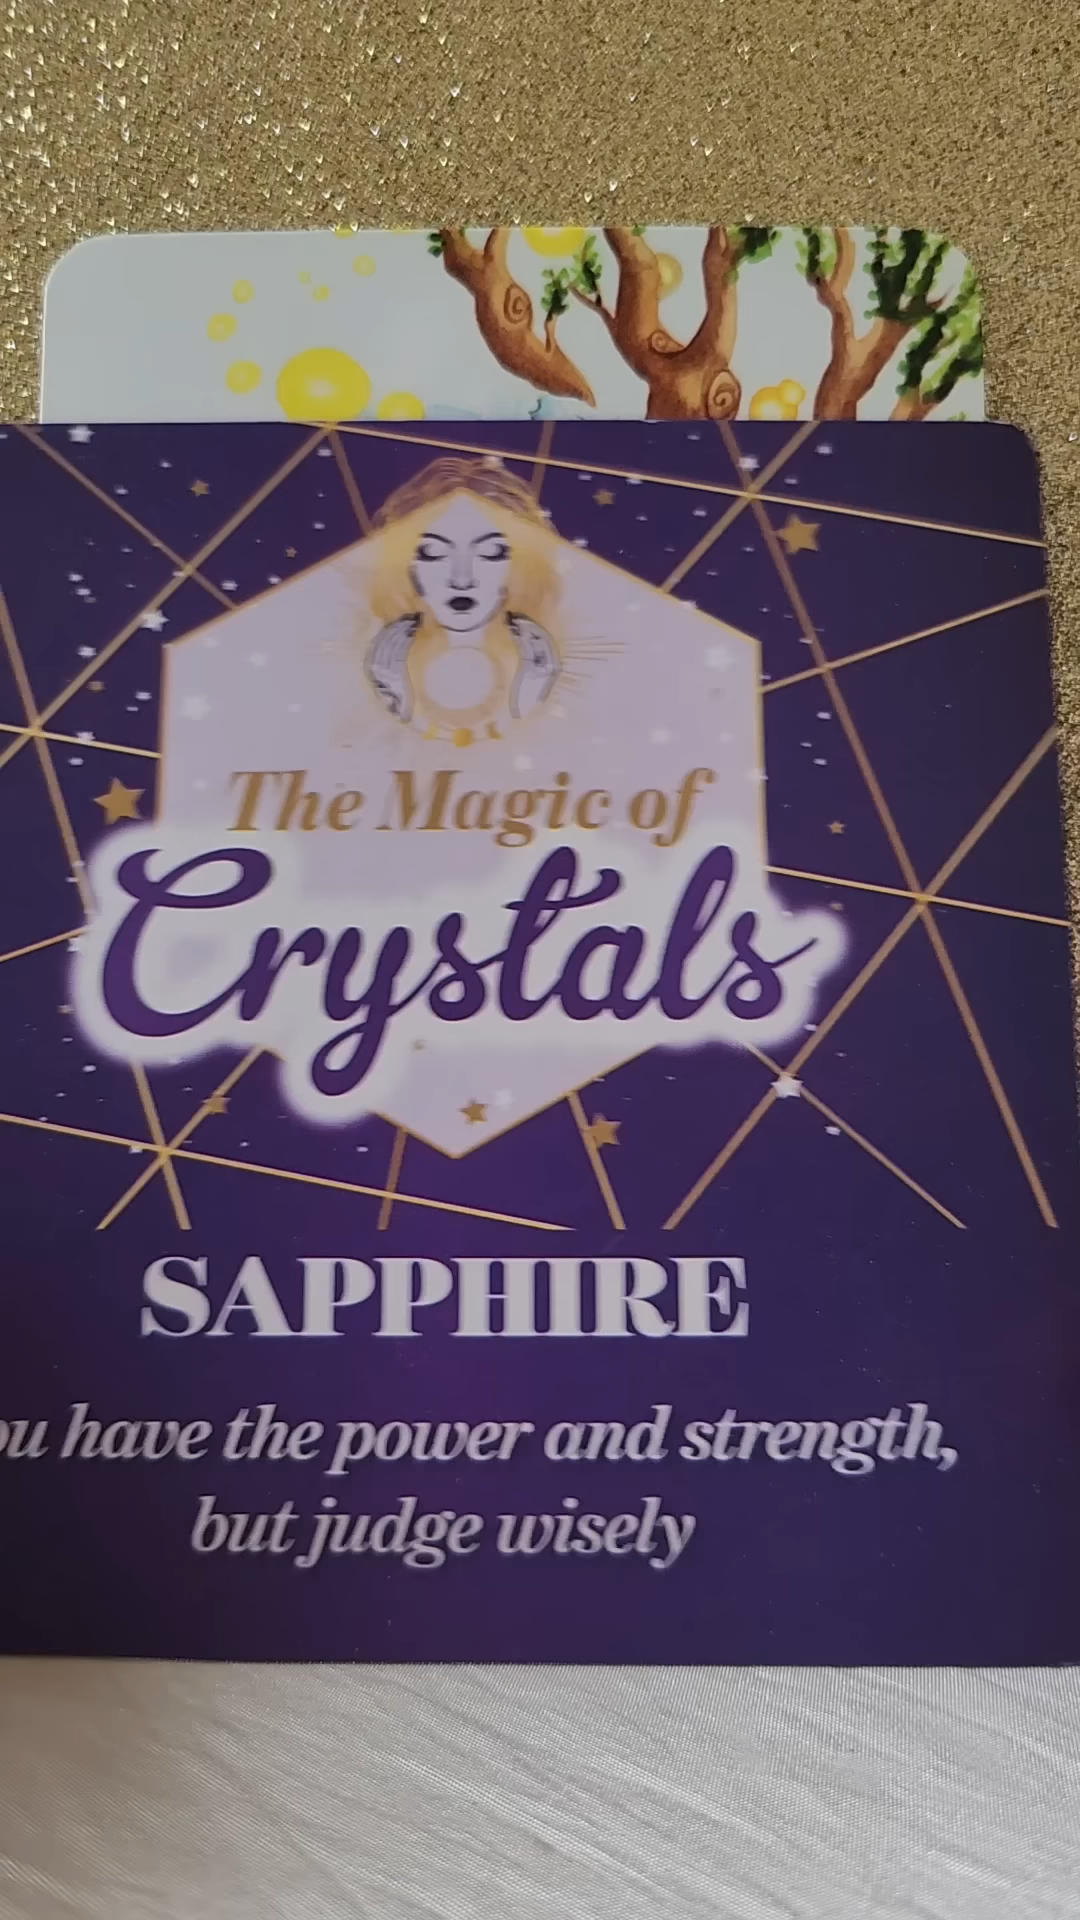 The Magic of
Crystals
SAPPHIRE
ou have the power and strength,
but judge wisely